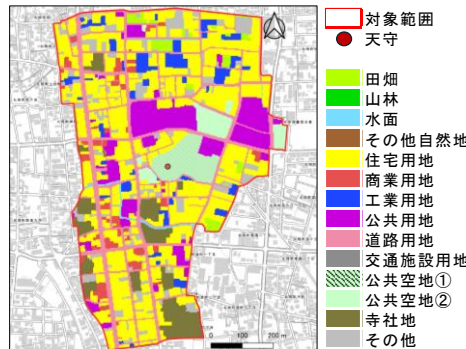 対象範囲
天守
田畑
山林
水面
その他自然地
住宅用地
商業用地
工業用地
公共用地
道路用地
交通施設用地
公共空地①
公共空地②
寺社地
その他
0 100 200 m